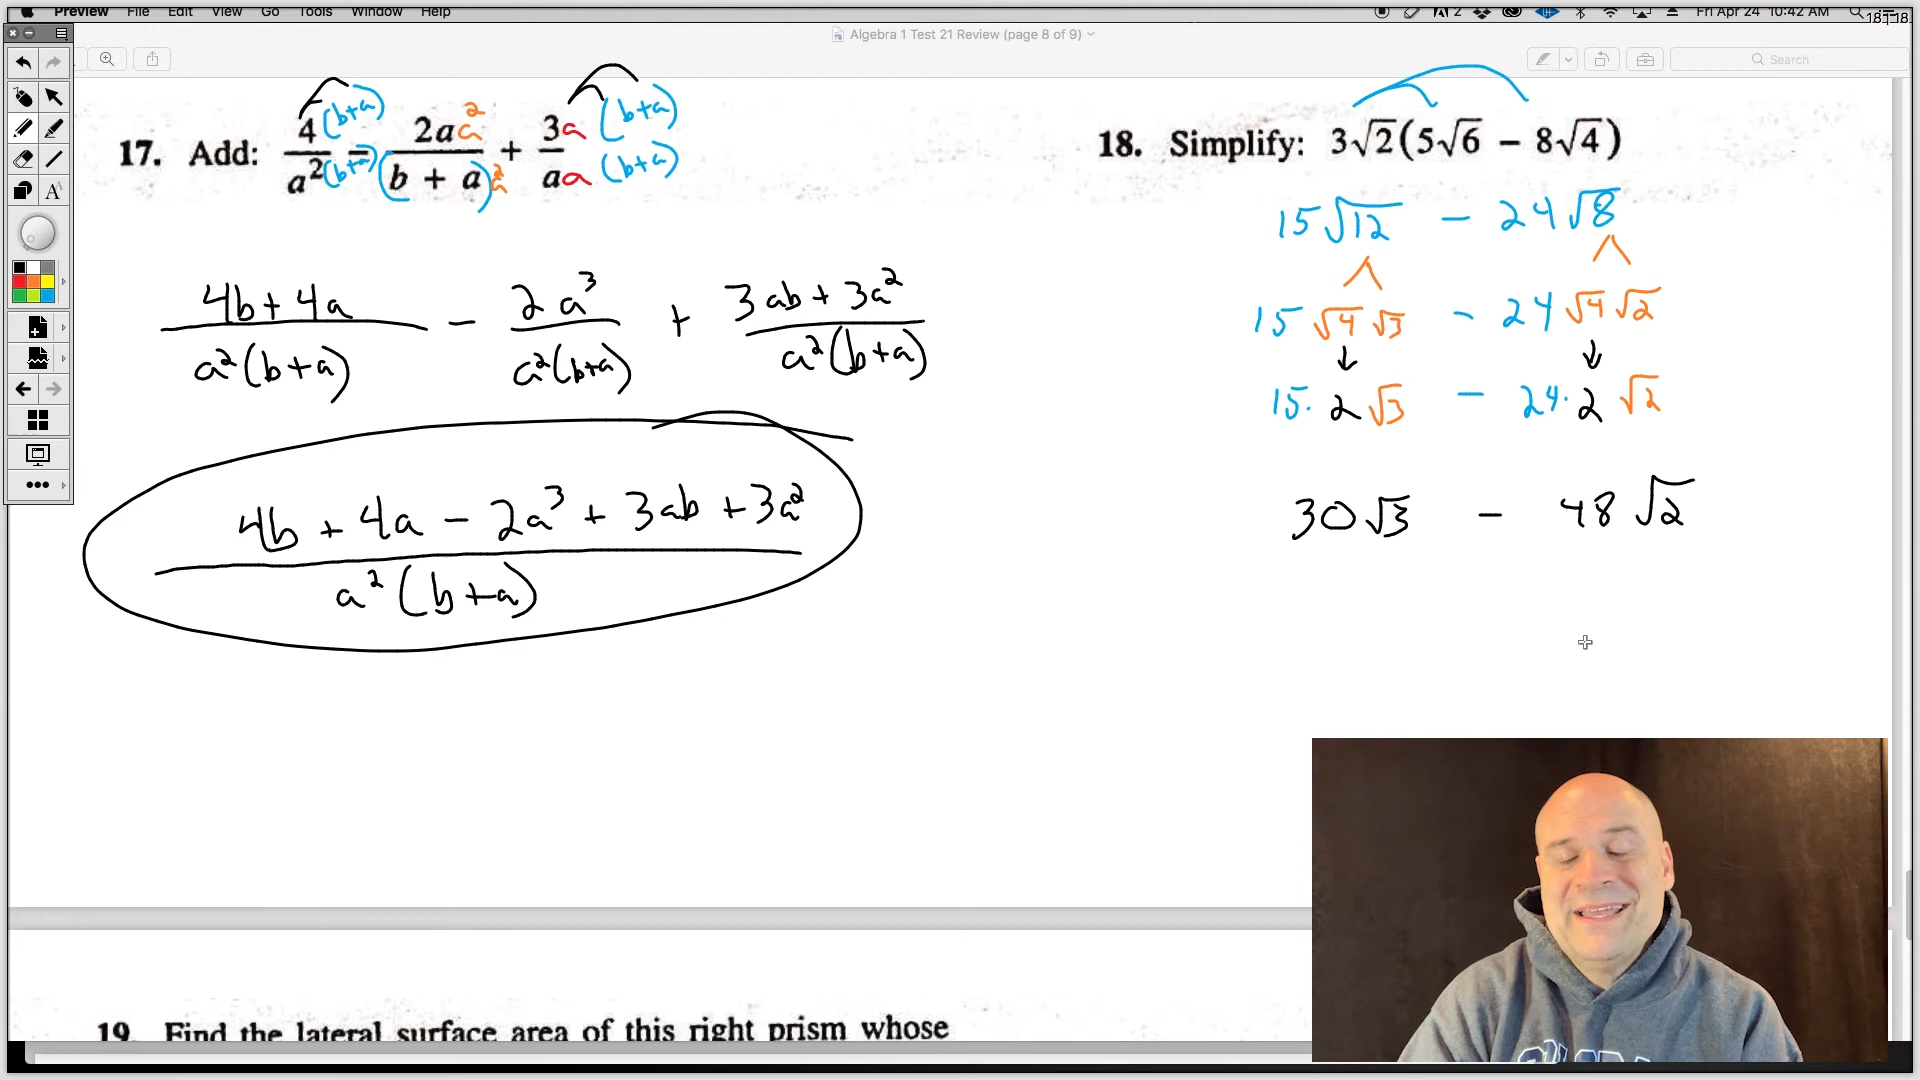 Preview File Edit View Go Tools Window Help
2 Fri Apr 24 10:42 AM
Algebra 1 Test 21 Review (page 8 of 9)
Search
17. Add: 4(b+a)/a²(b+a) = 2a a²/(b + a)a² + 3a(b+a)/aa(b+a)
(4b+4a)/(a²(b+a)) - 2a³/(a²(b+a)) + (3ab+3a²)/(a²(b+a))
(4b+4a-2a³+3ab+3a²)/(a²(b+a))
18. Simplify: 3√2(5√6 − 8√4)
15√12 - 24√8
15√4√3 - 24√4√2
15·2√3 - 24·2√2
30√3 - 48√2
19. Find the lateral surface area of this right prism whose